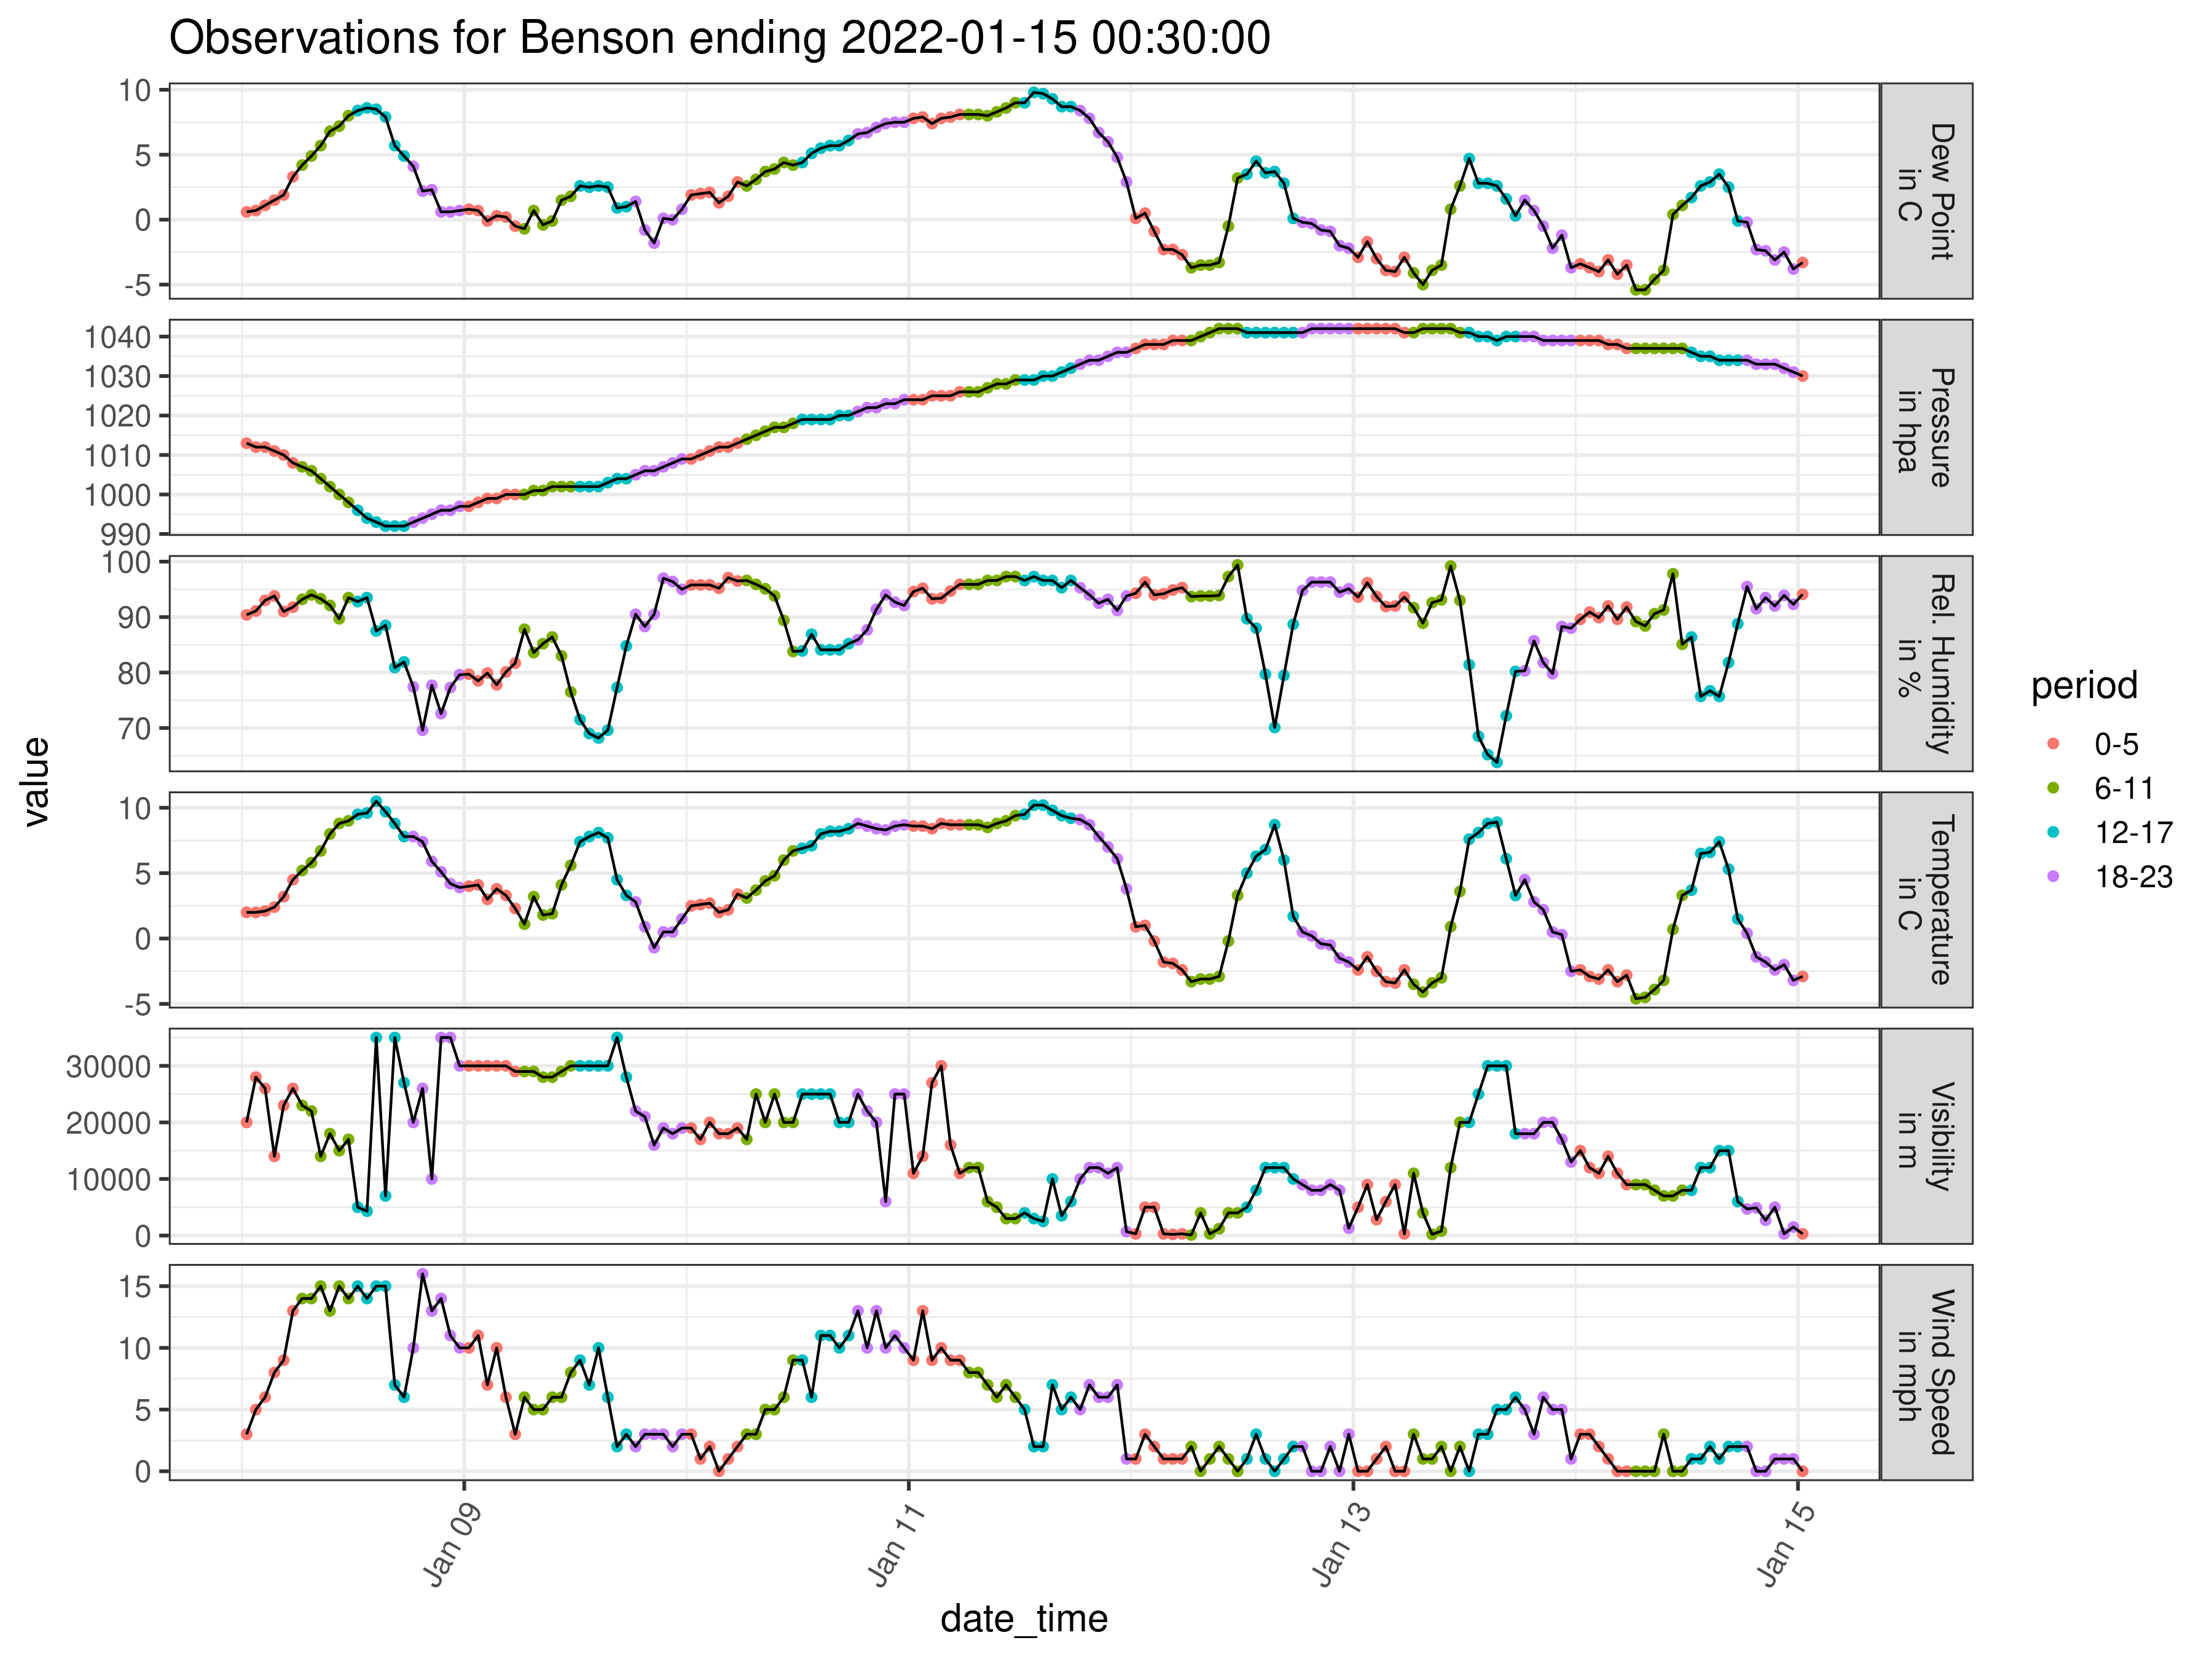 Observations for Benson ending 2022-01-15 00:30:00
value
10
5
0
-5
Dew Point
in C
1040
1030
1020
1010
1000
990
Pressure
in hpa
100
90
80
70
Rel. Humidity
in %
10
5
0
-5
Temperature
in C
30000
20000
10000
0
Visibility
in m
15
10
5
0
Wind Speed
in mph
Jan 09
Jan 11
Jan 13
Jan 15
date_time
period
0-5
6-11
12-17
18-23